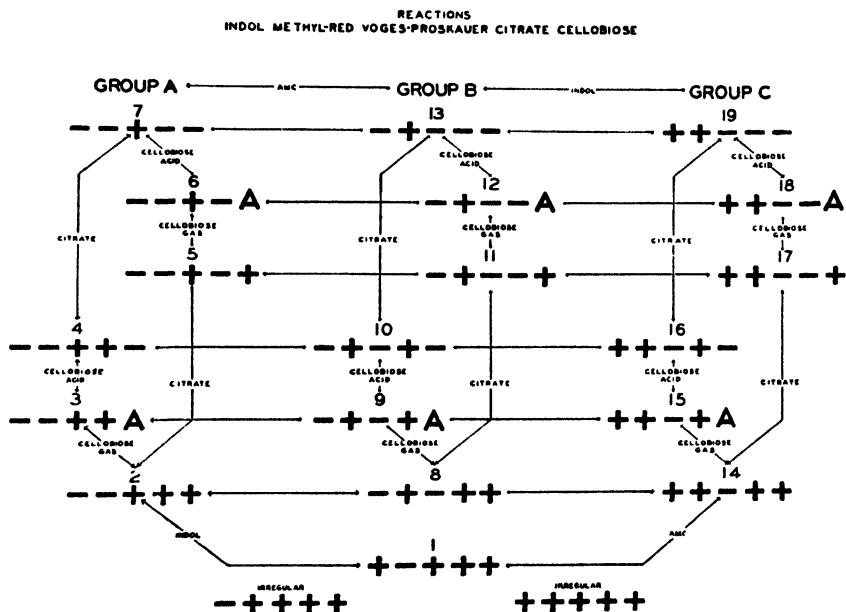 REACTIONS
INDOL METHYL-RED VOGES-PROSKAUER CITRATE CELLOBIOSE
GROUP A AMC GROUP B INDOL GROUP C
7 13 19
- - + - - - + - - - + + - - -
CELLOBIOSE ACID CELLOBIOSE ACID CELLOBIOSE ACID
6 12 18
- - + - A - + - - A + + - - A
CELLOBIOSE GAS CELLOBIOSE GAS CELLOBIOSE GAS
CITRATE CITRATE CITRATE
5 11 17
- - + - + - + - - + + + - - +
4 10 16
- - + + - - + - + - + + - + -
CELLOBIOSE ACID CELLOBIOSE ACID CELLOBIOSE ACID
CITRATE CITRATE CITRATE
3 9 15
- - + + A - + - + A + + - + A
CELLOBIOSE GAS CELLOBIOSE GAS CELLOBIOSE GAS
2 8 14
- - + + + - + - + + + + - + +
INDOL AMC
1
+ - + + +
IRREGULAR IRREGULAR
- + + + + + + + + +